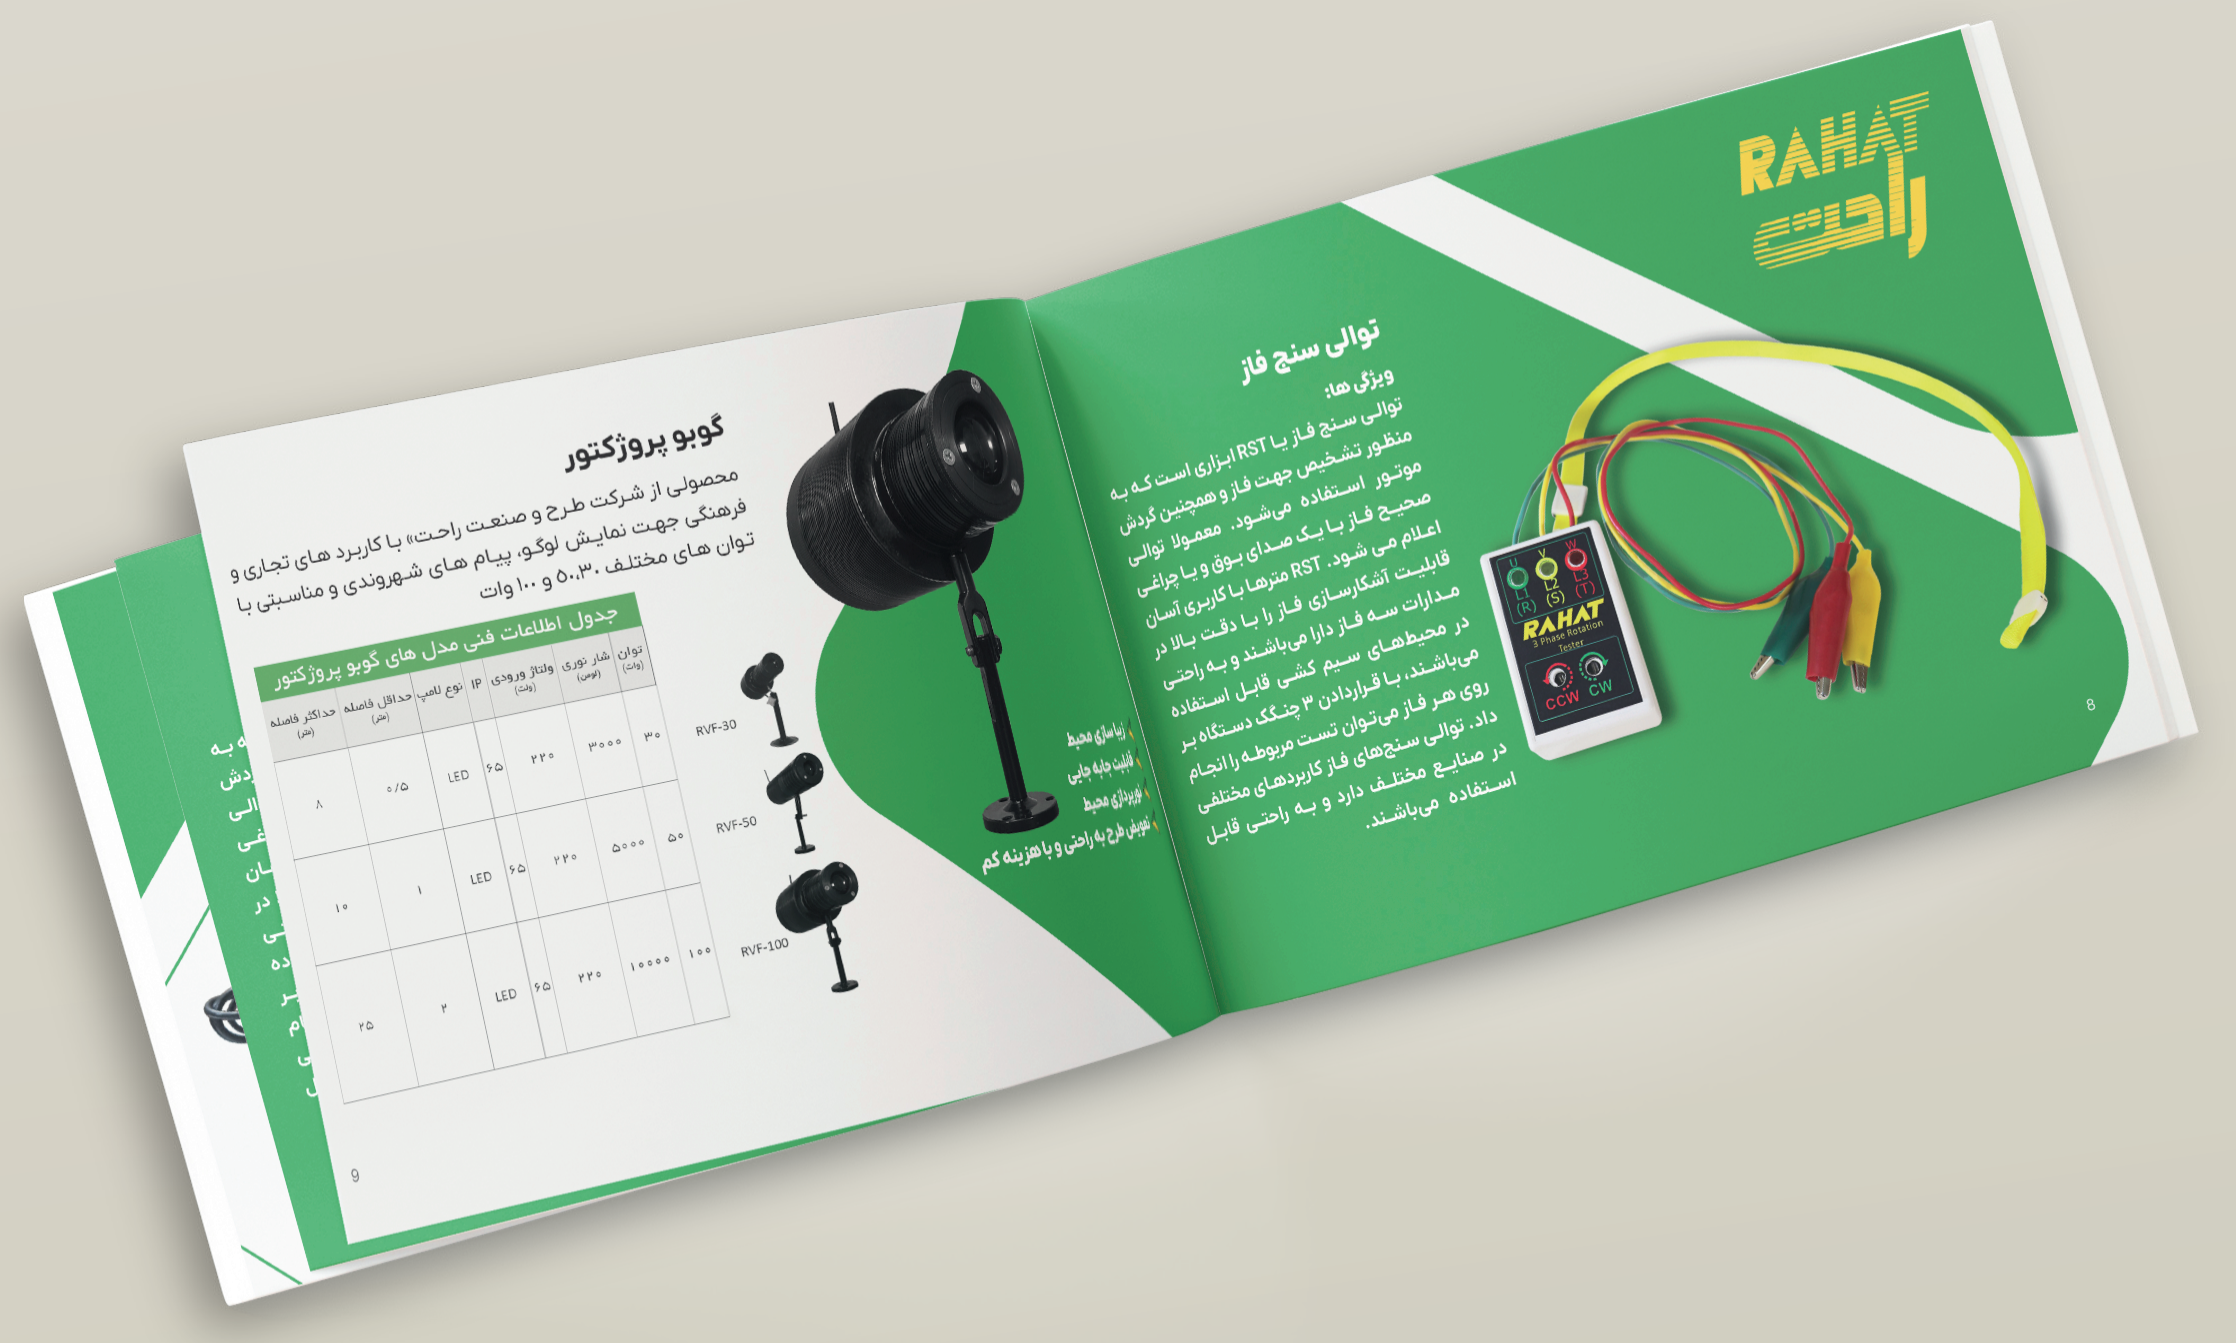 RAHAT
راحت
توالی سنج فاز
ویژگی ها:
توالی سنج فاز یا RST ابزاری است که به
منظور تشخیص جهت فاز و همچنین گردش
موتور استفاده می‌شود. معمولا توالی
صحیح فاز با یک صدای بوق و یا چراغی
اعلام می شود. RST مترها با کاربری آسان
قابلیت آشکارسازی فاز را با دقت بالا در
مدارات سه فاز دارا می‌باشند و به راحتی
در محیط‌های سیم کشی قابل استفاده
می‌باشند، با قراردادن ۳ چنگک دستگاه بر
روی هر فاز می‌توان تست مربوطه را انجام
داد. توالی سنج‌های فاز کاربردهای مختلفی
در صنایع مختلف دارد و به راحتی قابل
استفاده می‌باشند.
U V W
L1 L2 L3
(R) (S) (T)
RAHAT
3 Phase Rotation
Tester
CCW CW
8
گوبو پروژکتور
محصولی از شرکت طرح و صنعت راحت» با کاربرد های تجاری و
فرهنگی جهت نمایش لوگو، پیام های شهروندی و مناسبتی با
توان های مختلف ۵۰،۳۰ و ۱۰۰ وات
جدول اطلاعات فنی مدل های گوبو پروژکتور
توان (وات) شار نوری (لومن) ولتاژ ورودی (ولت) IP نوع لامپ حداقل فاصله (متر) حداکثر فاصله (متر)
۳۰ ۳۰۰۰ ۲۲۰ ۶۵ LED ۰/۵ ۸
۵۰ ۵۰۰۰ ۲۲۰ ۶۵ LED ۱ ۱۰
۱۰۰ ۱۰۰۰۰ ۲۲۰ ۶۵ LED ۲ ۲۵
RVF-30
RVF-50
RVF-100
زیباسازی محیط
قابلیت جابه جایی
نورپردازی محیط
تعویض طرح به راحتی و با هزینه کم
9